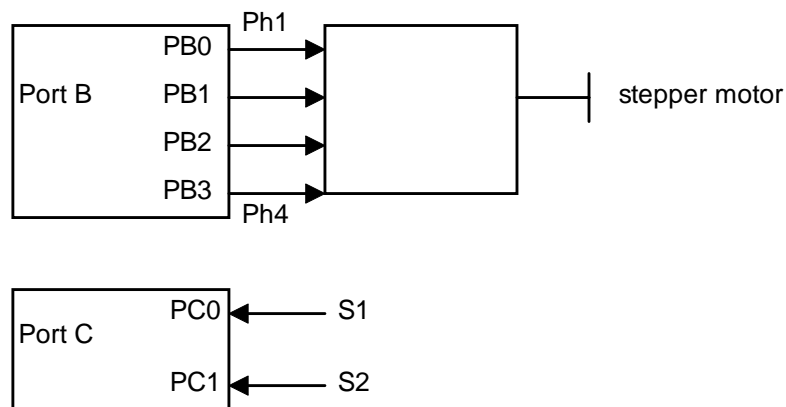 Ph1
PB0
Port B
PB1
stepper motor
PB2
PB3
Ph4
PC0
S1
Port C
PC1
S2